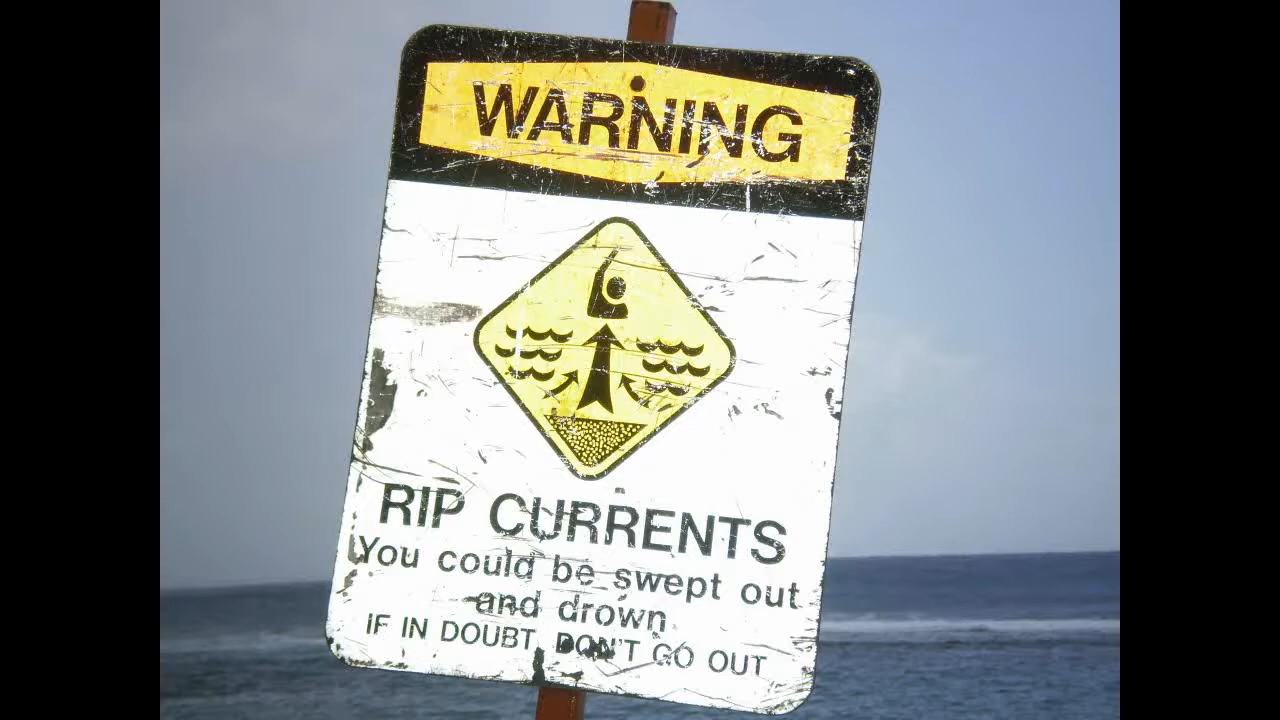 WARNING
RIP CURRENTS
You could be swept out
and drown
IF IN DOUBT, DON'T GO OUT